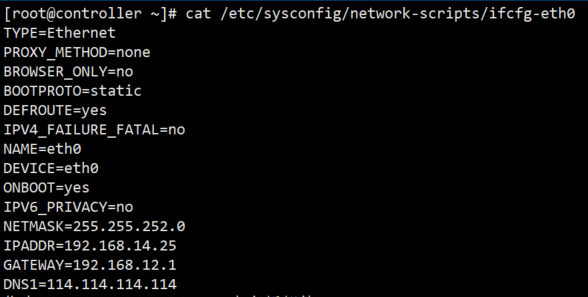 [root@controller ~]# cat /etc/sysconfig/network-scripts/ifcfg-eth0
TYPE=Ethernet
PROXY_METHOD=none
BROWSER_ONLY=no
BOOTPROTO=static
DEFROUTE=yes
IPV4_FAILURE_FATAL=no
NAME=eth0
DEVICE=eth0
ONBOOT=yes
IPV6_PRIVACY=no
NETMASK=255.255.252.0
IPADDR=192.168.14.25
GATEWAY=192.168.12.1
DNS1=114.114.114.114